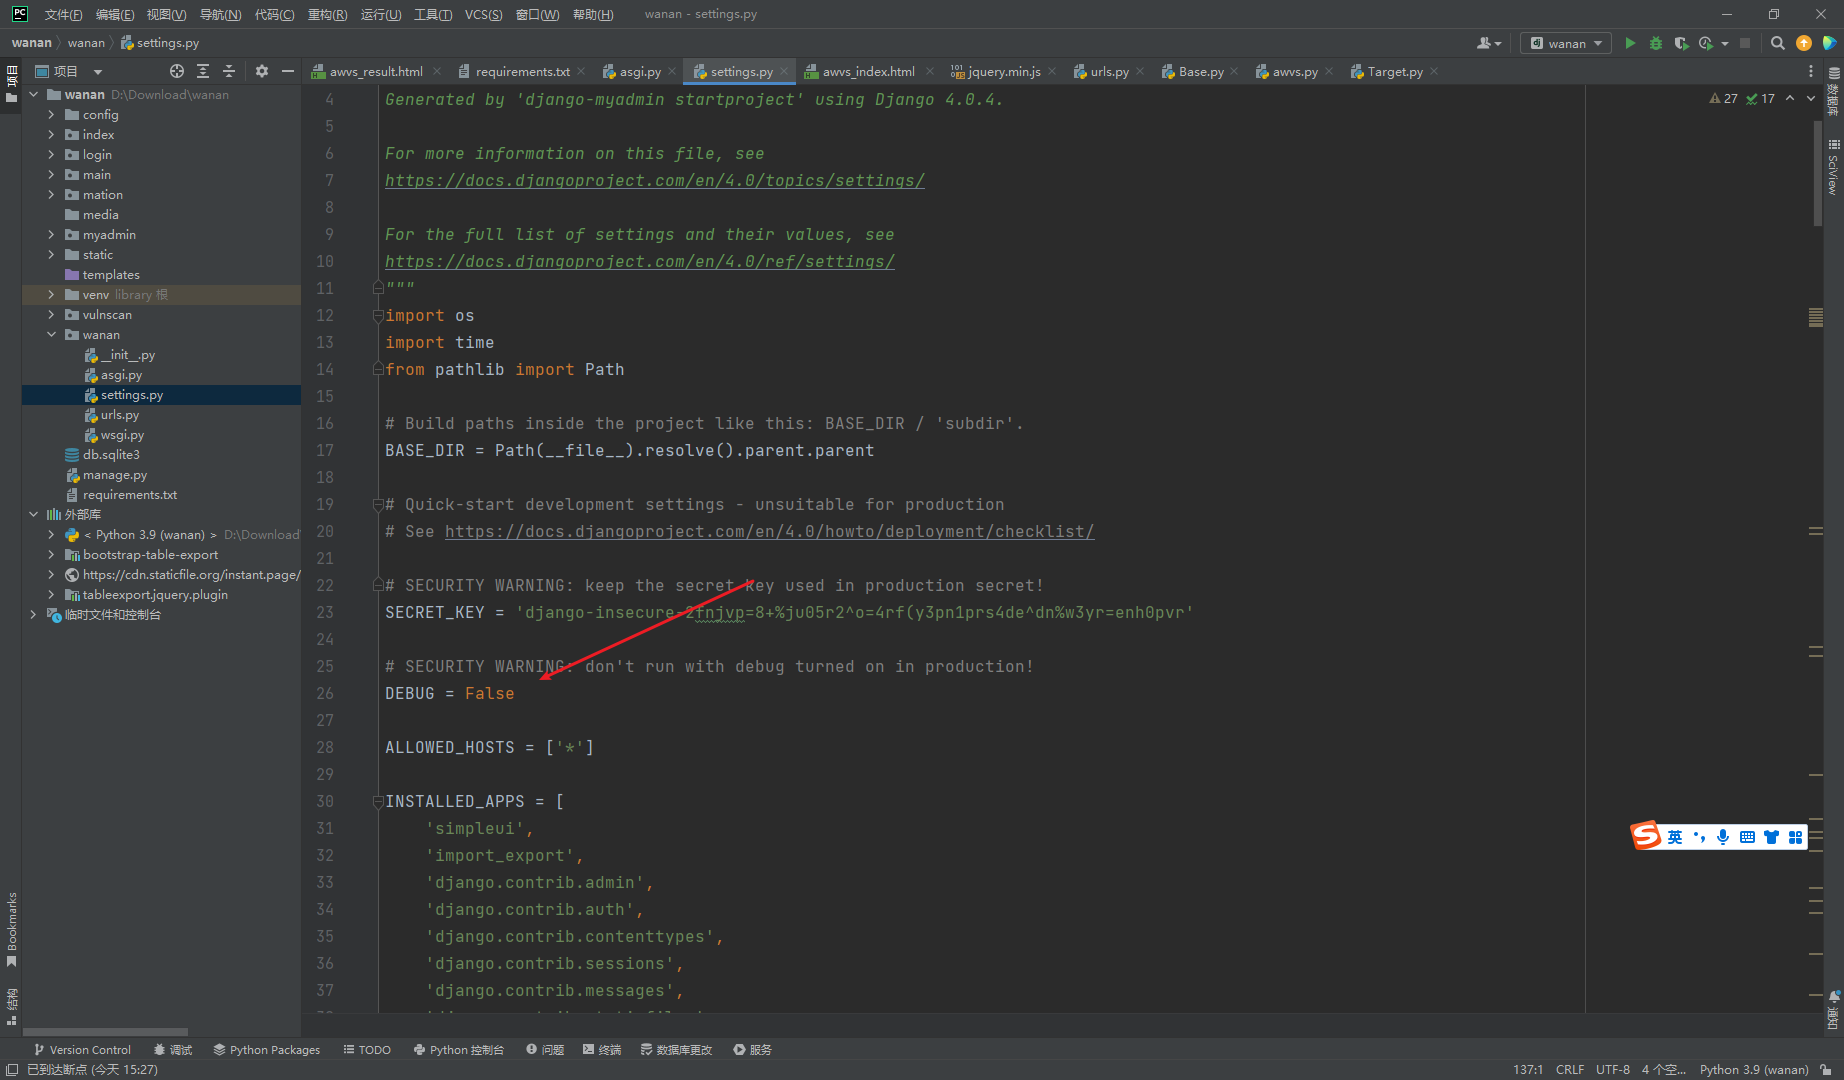 文件(F) 编辑(E) 视图(V) 导航(N) 代码(C) 重构(R) 运行(U) 工具(T) VCS(S) 窗口(W) 帮助(H) wanan - settings.py
wanan wanan settings.py
wanan
项目
awvs_result.html requirements.txt asgi.py settings.py awvs_index.html jquery.min.js urls.py Base.py awvs.py Target.py
项目
wanan D:\Download\wanan
config
index
login
main
mation
media
myadmin
static
templates
venv library 根
vulnscan
wanan
__init__.py
asgi.py
settings.py
urls.py
wsgi.py
db.sqlite3
manage.py
requirements.txt
外部库
< Python 3.9 (wanan) > D:\Download
bootstrap-table-export
https://cdn.staticfile.org/instant.page/
tableexport.jquery.plugin
临时文件和控制台
Bookmarks
结构
27 17
4 Generated by 'django-myadmin startproject' using Django 4.0.4.
5
6 For more information on this file, see
7 https://docs.djangoproject.com/en/4.0/topics/settings/
8
9 For the full list of settings and their values, see
10 https://docs.djangoproject.com/en/4.0/ref/settings/
11 """
12 import os
13 import time
14 from pathlib import Path
15
16 # Build paths inside the project like this: BASE_DIR / 'subdir'.
17 BASE_DIR = Path(__file__).resolve().parent.parent
18
19 # Quick-start development settings - unsuitable for production
20 # See https://docs.djangoproject.com/en/4.0/howto/deployment/checklist/
21
22 # SECURITY WARNING: keep the secret key used in production secret!
23 SECRET_KEY = 'django-insecure-2fnjvp=8+%ju05r2^o=4rf(y3pn1prs4de^dn%w3yr=enh0pvr'
24
25 # SECURITY WARNING: don't run with debug turned on in production!
26 DEBUG = False
27
28 ALLOWED_HOSTS = ['*']
29
30 INSTALLED_APPS = [
31 'simpleui',
32 'import_export',
33 'django.contrib.admin',
34 'django.contrib.auth',
35 'django.contrib.contenttypes',
36 'django.contrib.sessions',
37 'django.contrib.messages',
数据库
SciView
通知
英
Version Control 调试 Python Packages TODO Python 控制台 问题 终端 数据库更改 服务
已到达断点 (今天 15:27) 137:1 CRLF UTF-8 4 个空... Python 3.9 (wanan)